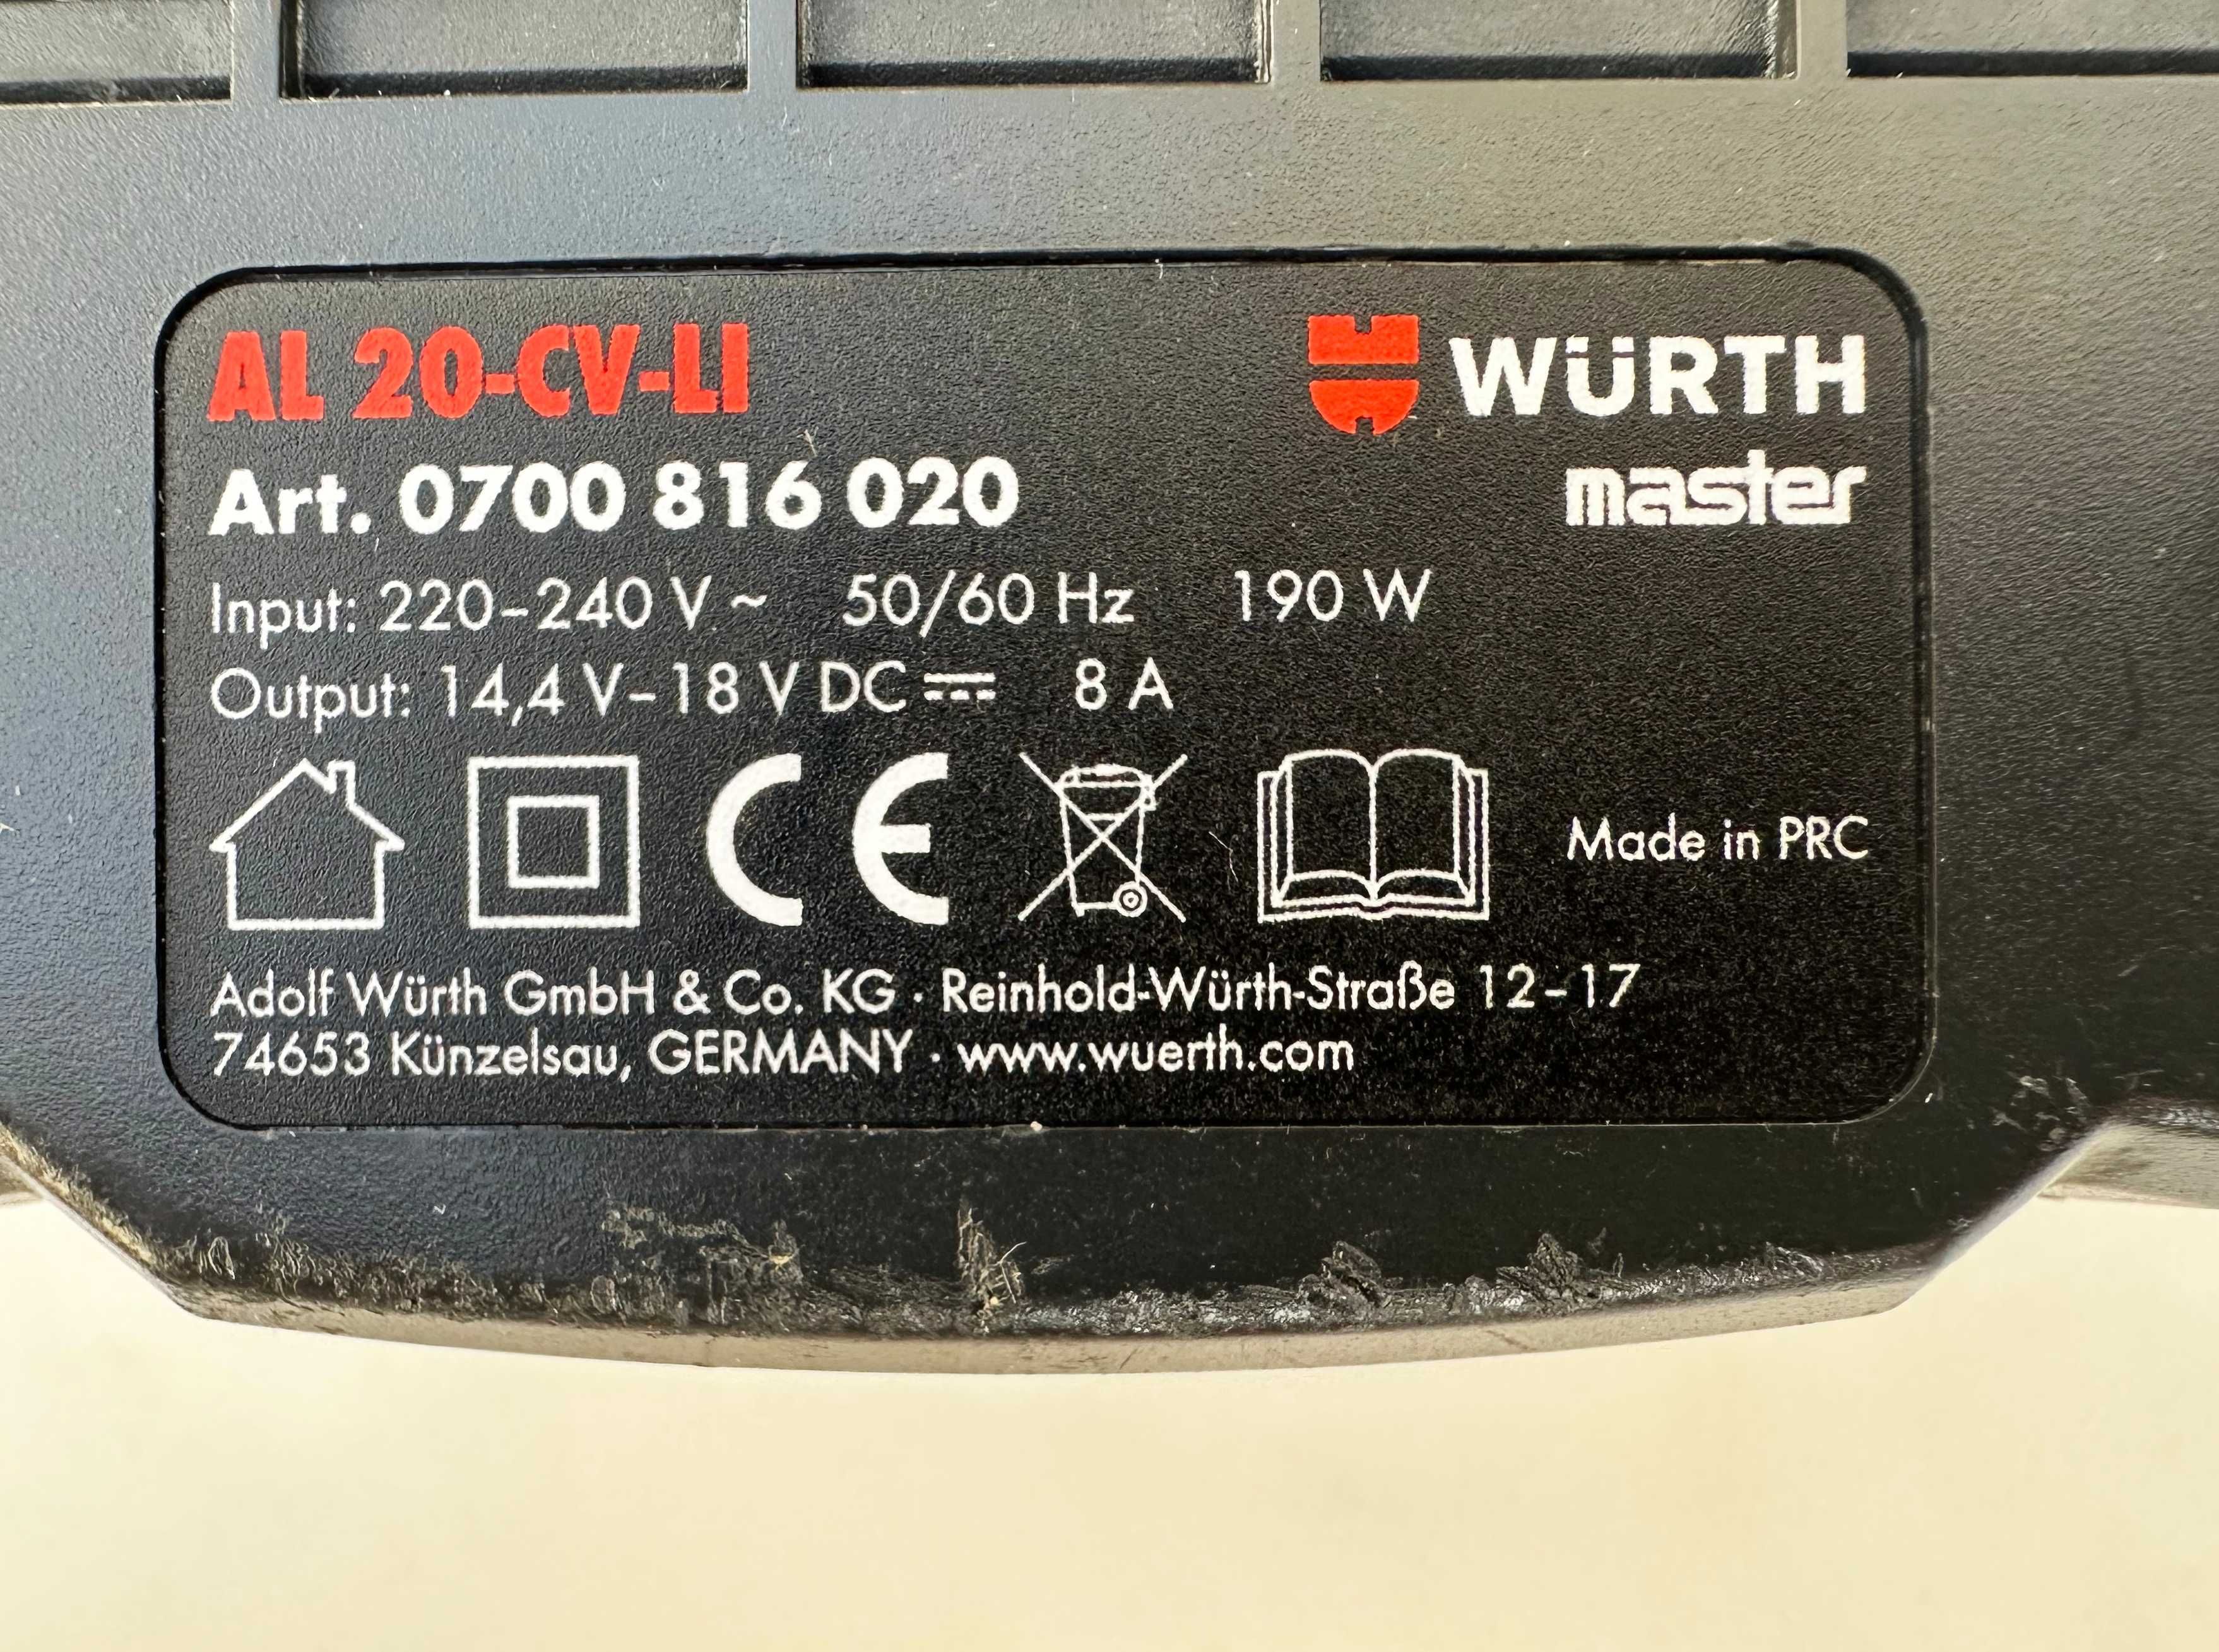 AL 20-CV-LI
WÜRTH
master
Art. 0700 816 020
Input: 220–240 V ~ 50/60 Hz 190 W
Output: 14,4 V–18 V DC ⎓ 8 A
CE
Made in PRC
Adolf Würth GmbH & Co. KG · Reinhold-Würth-Straße 12–17
74653 Künzelsau, GERMANY · www.wuerth.com